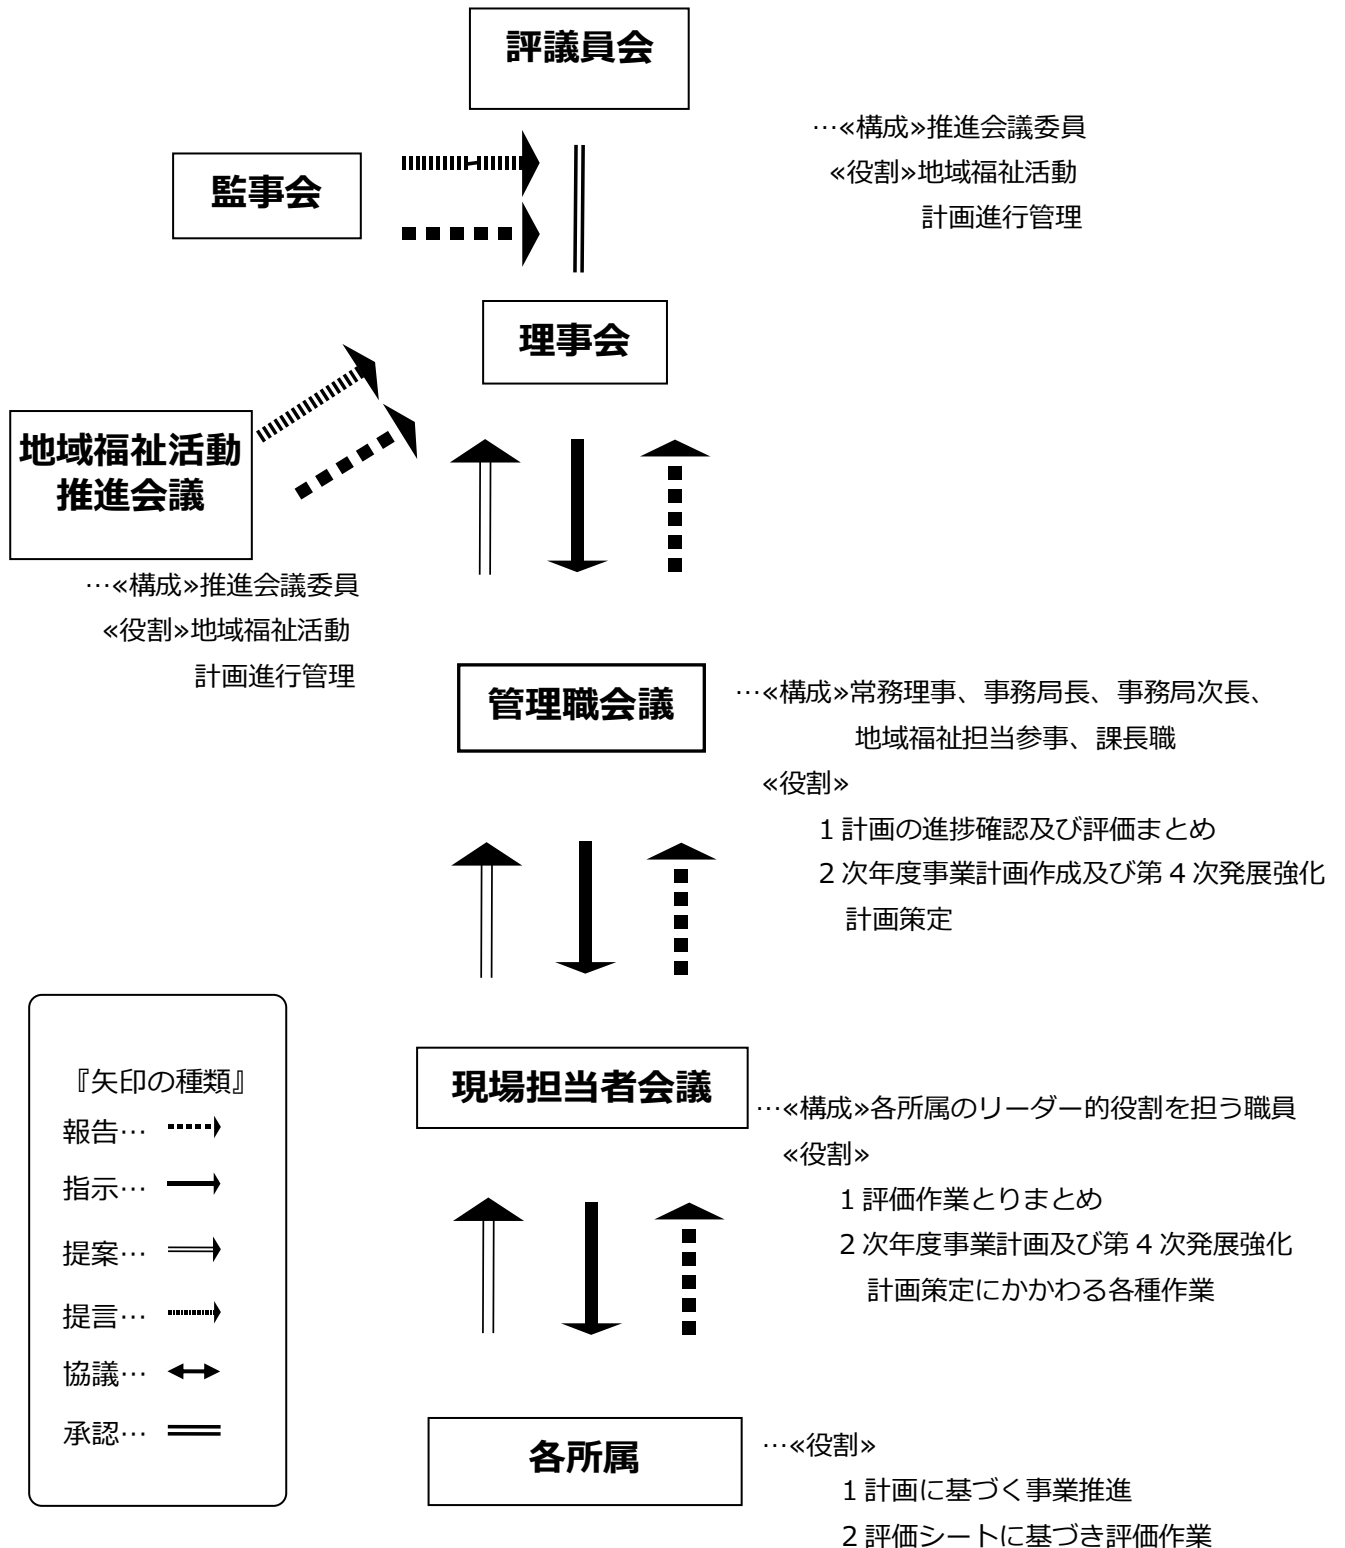 評議員会
…«構成»推進会議委員
«役割»地域福祉活動
計画進行管理
監事会
理事会
地域福祉活動
推進会議
…«構成»推進会議委員
«役割»地域福祉活動
計画進行管理
管理職会議
…«構成»常務理事、事務局長、事務局次長、
地域福祉担当参事、課長職
«役割»
１計画の進捗確認及び評価まとめ
２次年度事業計画作成及び第４次発展強化
計画策定
現場担当者会議
…«構成»各所属のリーダー的役割を担う職員
«役割»
１評価作業とりまとめ
２次年度事業計画及び第４次発展強化
計画策定にかかわる各種作業
『矢印の種類』
報告…
指示…
提案…
提言…
協議…
承認…
各所属
…«役割»
１計画に基づく事業推進
２評価シートに基づき評価作業